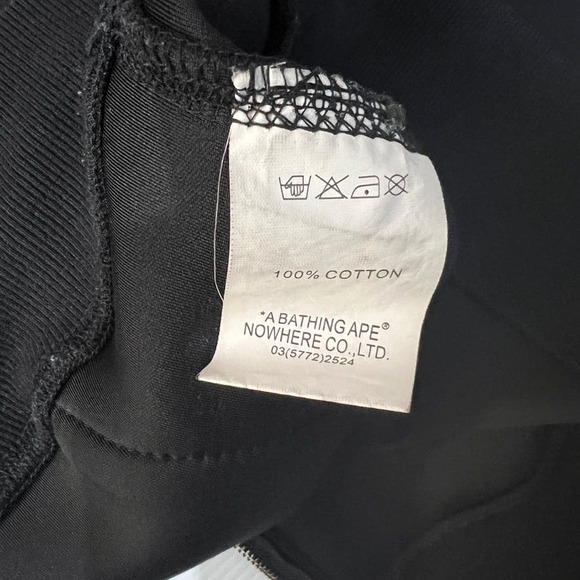 100% COTTON
*A BATHING APE®
NOWHERE CO.,LTD.
03(5772)2524